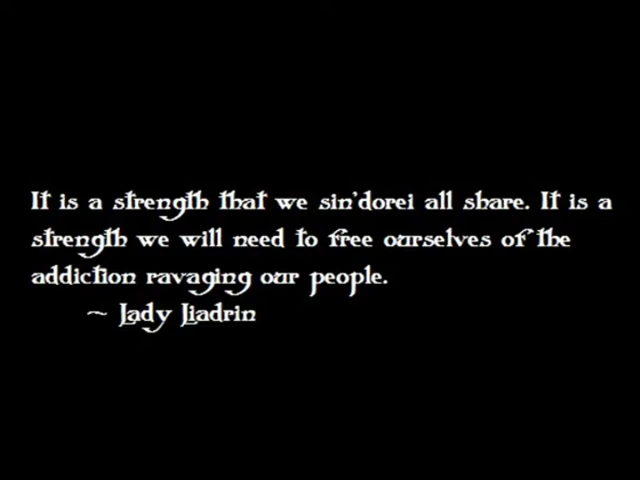 It is a strength that we sin'dorei all share. It is a
strength we will need to free ourselves of the
addiction ravaging our people.
~ Lady Liadrin